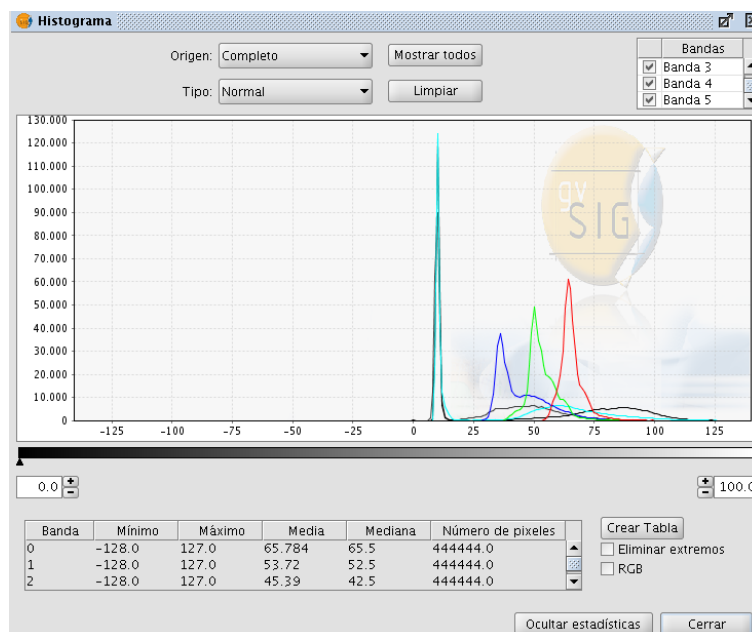 Histograma
Origen: Completo
Mostrar todos
Tipo: Normal
Limpiar
Bandas
Banda 3
Banda 4
Banda 5
130.000
120.000
110.000
100.000
90.000
80.000
70.000
60.000
50.000
40.000
30.000
20.000
10.000
0
-125 -100 -75 -50 -25 0 25 50 75 100 125
gv
SIG
0.0
100.0
Banda Mínimo Máximo Media Mediana Número de pixeles
0 -128.0 127.0 65.784 65.5 444444.0
1 -128.0 127.0 53.72 52.5 444444.0
2 -128.0 127.0 45.39 42.5 444444.0
Crear Tabla
Eliminar extremos
RGB
Ocultar estadísticas
Cerrar